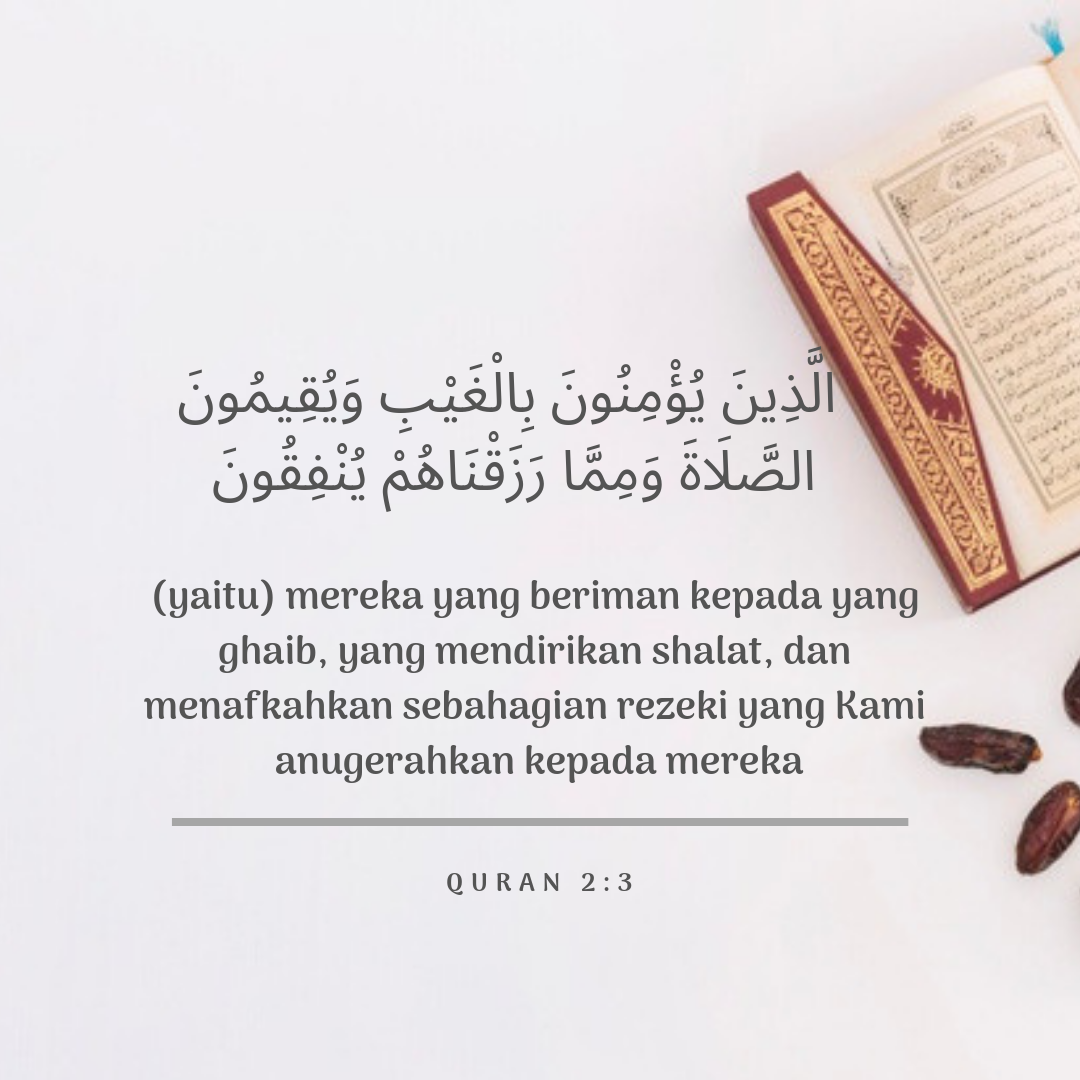 الَّذِينَ يُؤْمِنُونَ بِالْغَيْبِ وَيُقِيمُونَ
الصَّلَاةَ وَمِمَّا رَزَقْنَاهُمْ يُنْفِقُونَ
(yaitu) mereka yang beriman kepada yang
ghaib, yang mendirikan shalat, dan
menafkahkan sebahagian rezeki yang Kami
anugerahkan kepada mereka
QURAN 2:3